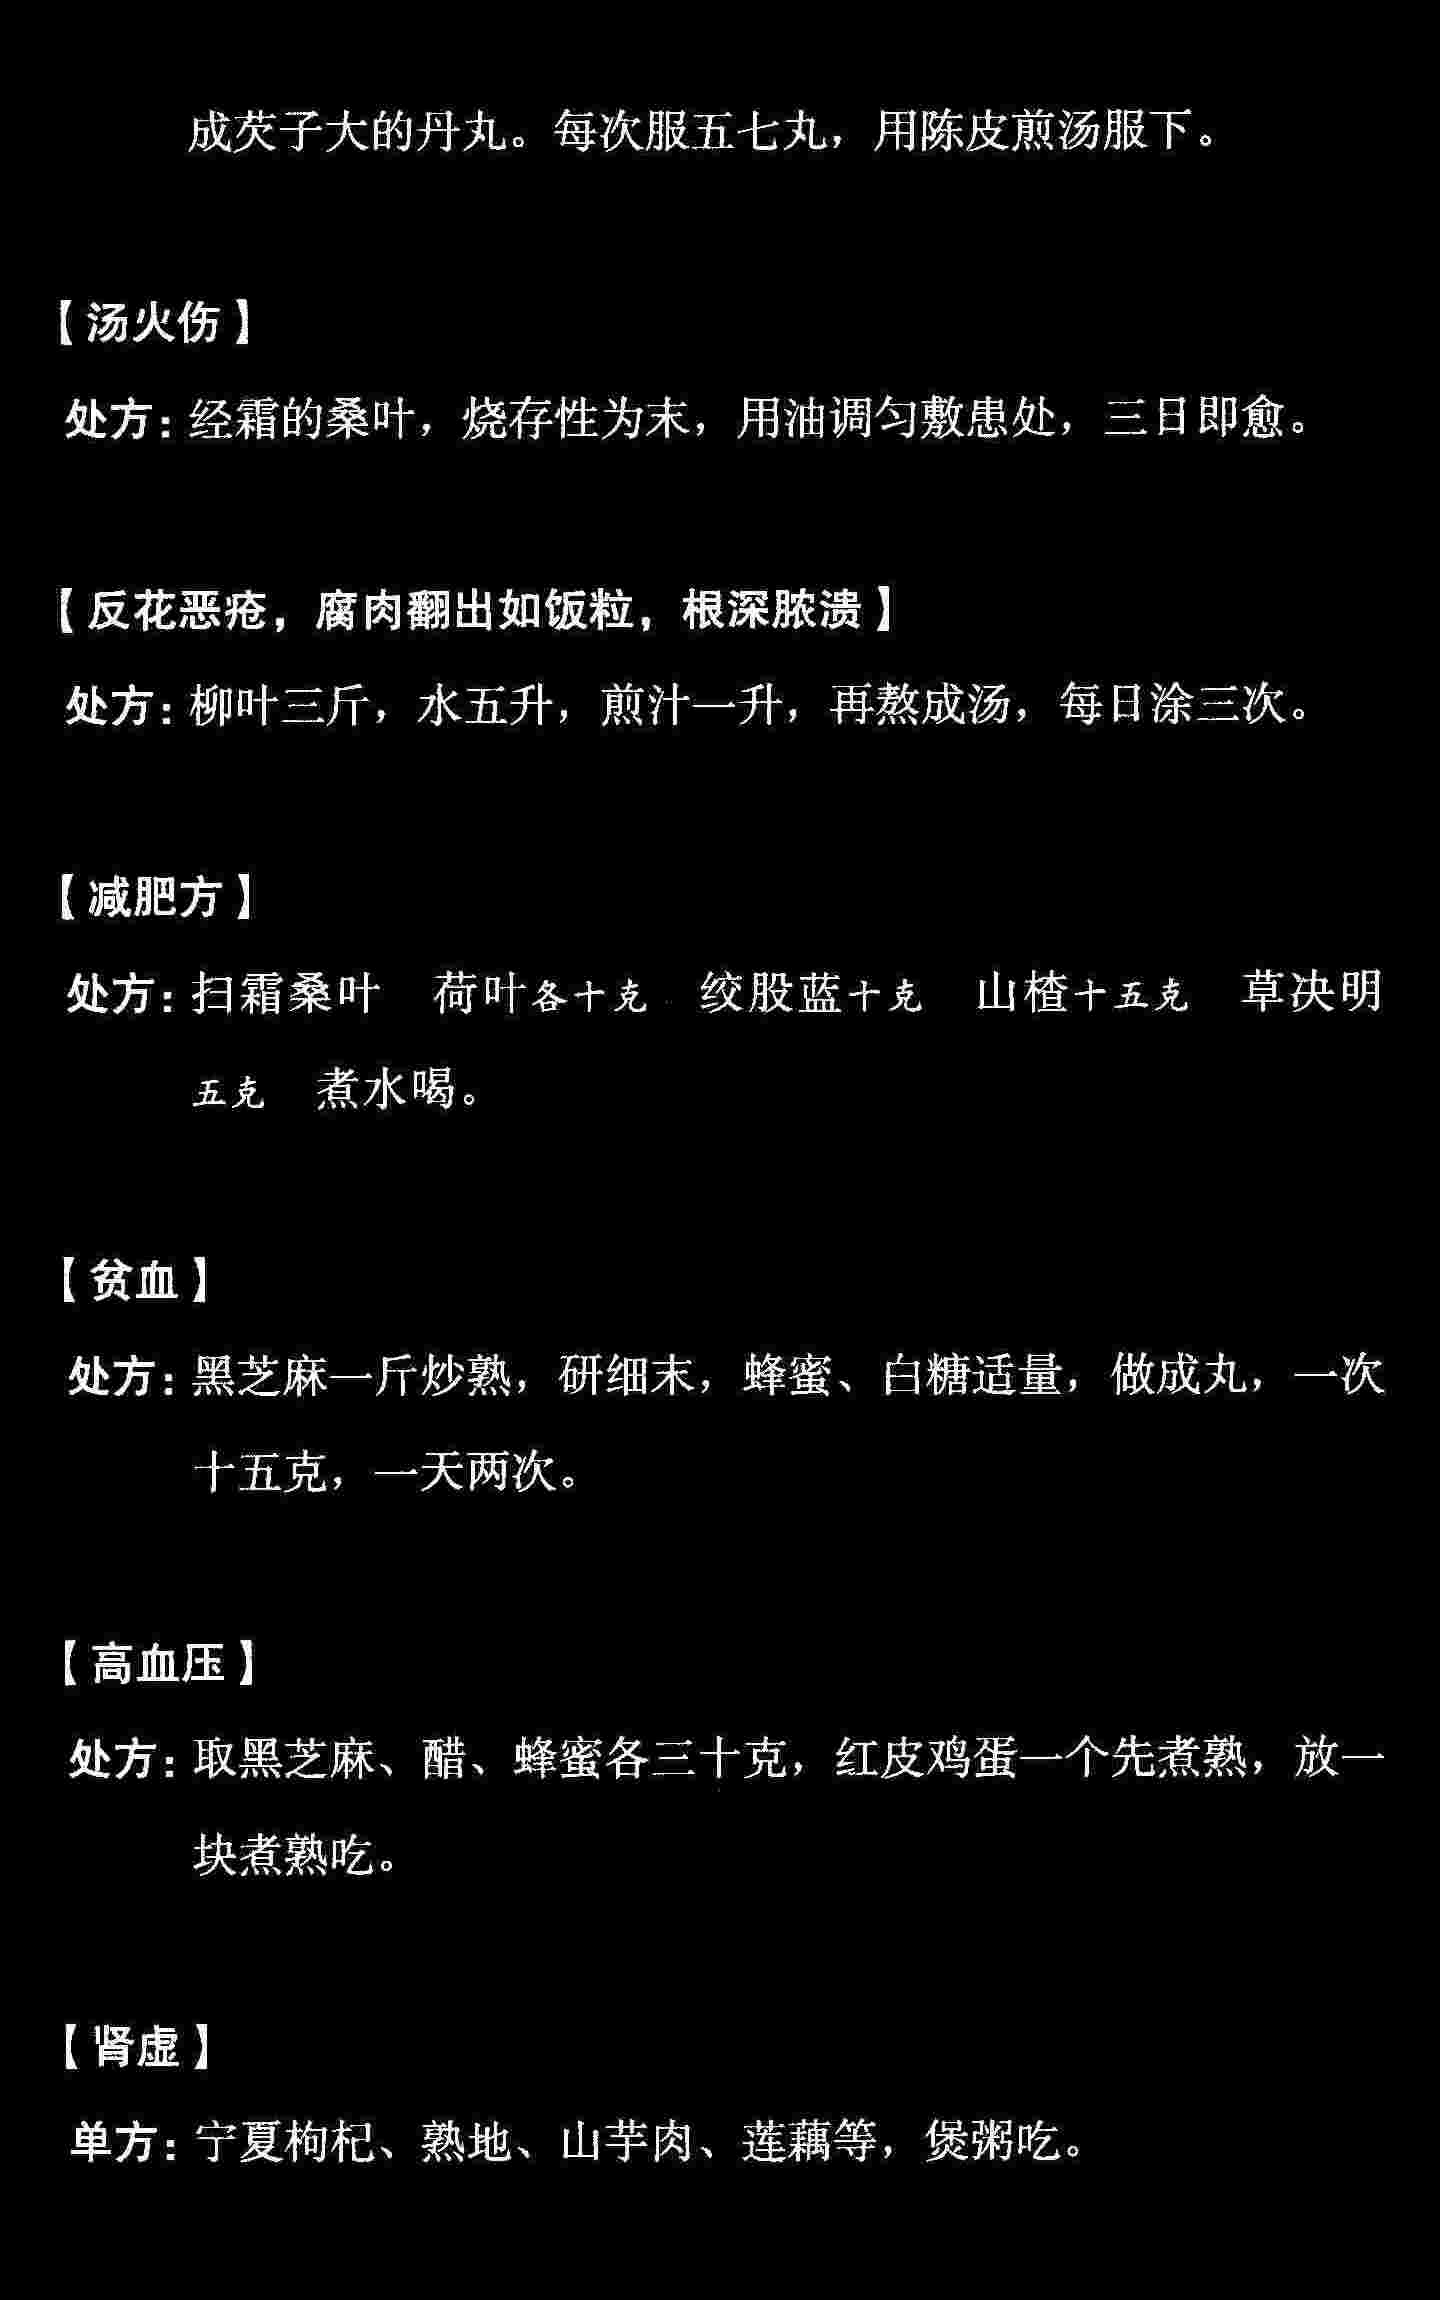 成芡子大的丹丸。每次服五七丸，用陈皮煎汤服下。
【汤火伤】
处方：经霜的桑叶，烧存性为末，用油调匀敷患处，三日即愈。
【反花恶疮，腐肉翻出如饭粒，根深脓溃】
处方：柳叶三斤，水五升，煎汁一升，再熬成汤，每日涂三次。
【减肥方】
处方：扫霜桑叶　荷叶各十克　绞股蓝十克　山楂十五克　草决明
五克　煮水喝。
【贫血】
处方：黑芝麻一斤炒熟，研细末，蜂蜜、白糖适量，做成丸，一次
十五克，一天两次。
【高血压】
处方：取黑芝麻、醋、蜂蜜各三十克，红皮鸡蛋一个先煮熟，放一
块煮熟吃。
【肾虚】
单方：宁夏枸杞、熟地、山芋肉、莲藕等，煲粥吃。